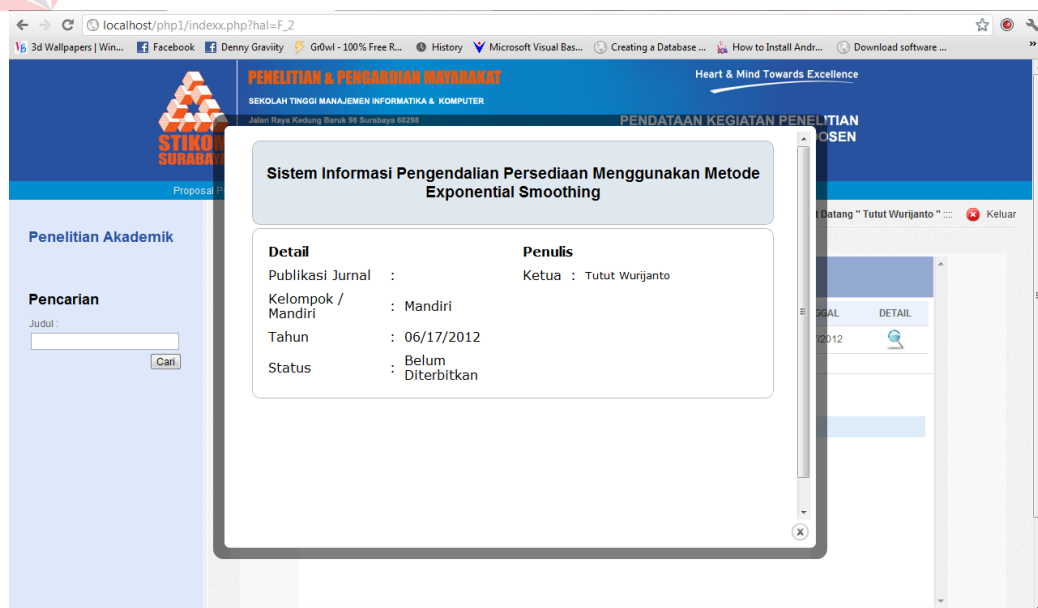 localhost/php1/indexx.php?hal=F_2
3d Wallpapers | Win... Facebook Denny Graviity Gr0wl - 100% Free R... History Microsoft Visual Bas... Creating a Database ... How to Install Andr... Download software ... »
PENELITIAN & PENGABDIAN MAYARAKAT
Heart & Mind Towards Excellence
SEKOLAH TINGGI MANAJEMEN INFORMATIKA & KOMPUTER
Jalan Raya Kedung Baruk 98 Surabaya 60298
PENDATAAN KEGIATAN PENELITIAN
OSEN
STIKOM
SURABAYA
Proposal P
t Datang " Tutut Wurijanto " ::::
Keluar
Penelitian Akademik
Pencarian
Judul :
Cari
Sistem Informasi Pengendalian Persediaan Menggunakan Metode
Exponential Smoothing
Detail
Penulis
Publikasi Jurnal :
Ketua : Tutut Wurijanto
Kelompok /
Mandiri : Mandiri
Tahun : 06/17/2012
Status : Belum
Diterbitkan
GGAL DETAIL
/2012
x